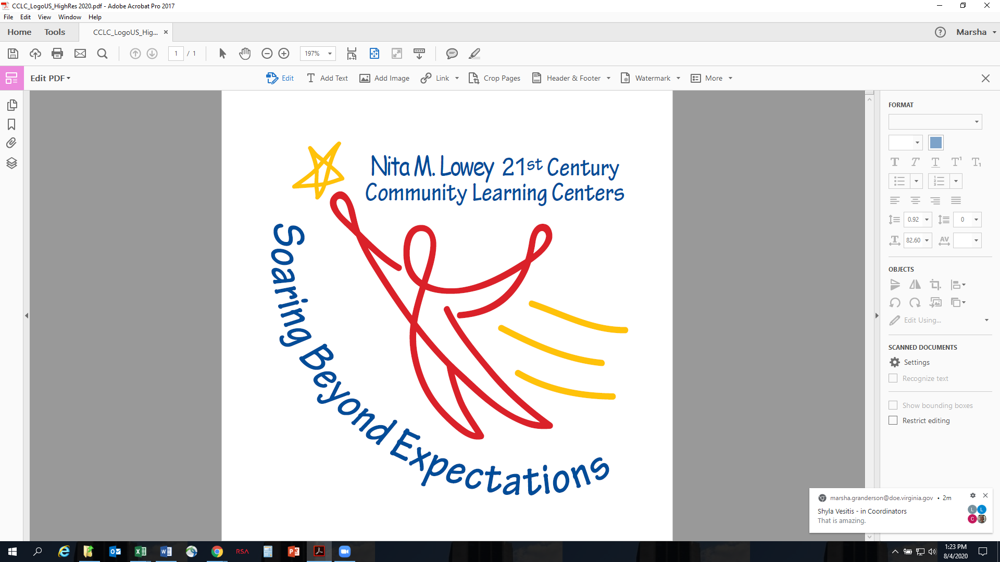 CCLC_LogoUS_HighRes 2020.pdf - Adobe Acrobat Pro 2017
File Edit View Window Help
Home Tools CCLC_LogoUS_Hig... Marsha
1 / 1 197%
Edit PDF Edit Add Text Add Image Link Crop Pages Header & Footer Watermark More
Nita M. Lowey 21st Century
Community Learning Centers
Soaring Beyond Expectations
FORMAT
0.92 0
82.60
OBJECTS
Edit Using...
SCANNED DOCUMENTS
Settings
Recognize text
Show bounding boxes
Restrict editing
marsha.granderson@doe.virginia.gov • 2m
Shyla Vesitis - in Coordinators
That is amazing.
L L
C
RSA
1:23 PM
8/4/2020